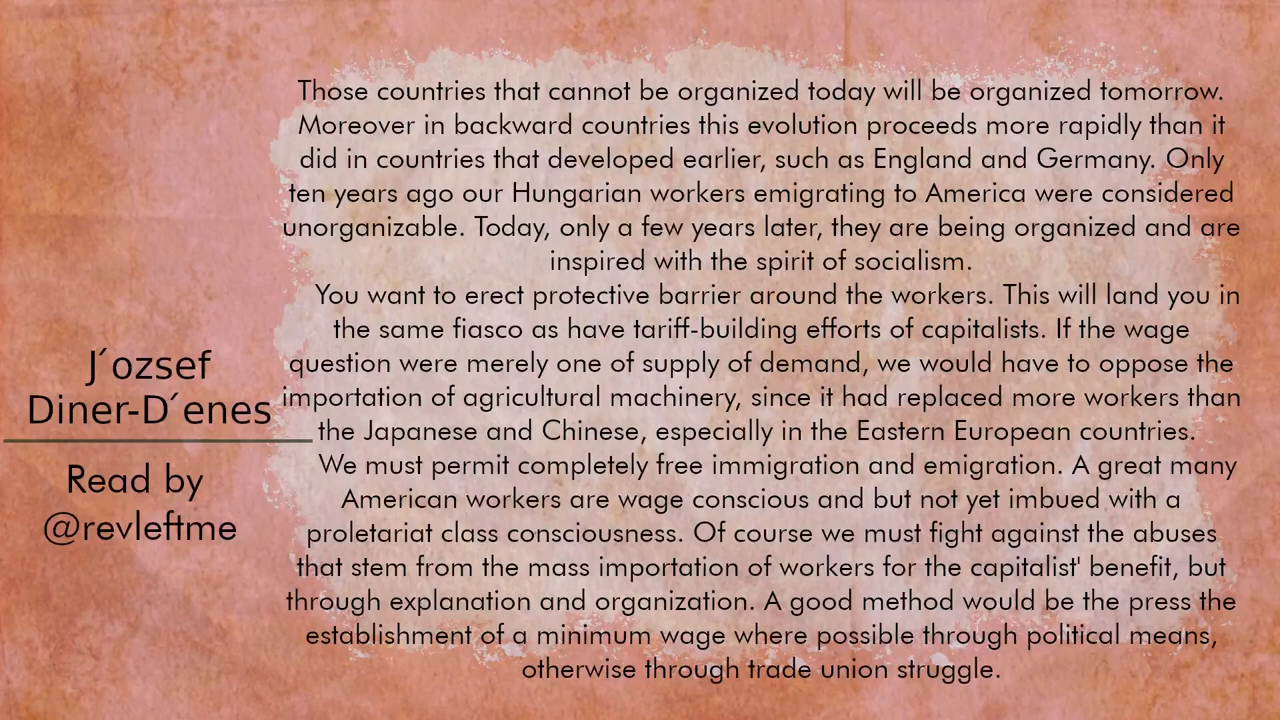 Those countries that cannot be organized today will be organized tomorrow.
Moreover in backward countries this evolution proceeds more rapidly than it
did in countries that developed earlier, such as England and Germany. Only
ten years ago our Hungarian workers emigrating to America were considered
unorganizable. Today, only a few years later, they are being organized and are
inspired with the spirit of socialism.
You want to erect protective barrier around the workers. This will land you in
the same fiasco as have tariff-building efforts of capitalists. If the wage
question were merely one of supply of demand, we would have to oppose the
importation of agricultural machinery, since it had replaced more workers than
the Japanese and Chinese, especially in the Eastern European countries.
We must permit completely free immigration and emigration. A great many
American workers are wage conscious and but not yet imbued with a
proletariat class consciousness. Of course we must fight against the abuses
that stem from the mass importation of workers for the capitalist' benefit, but
through explanation and organization. A good method would be the press the
establishment of a minimum wage where possible through political means,
otherwise through trade union struggle.
J´ozsef
Diner-D´enes
Read by
@revleftme